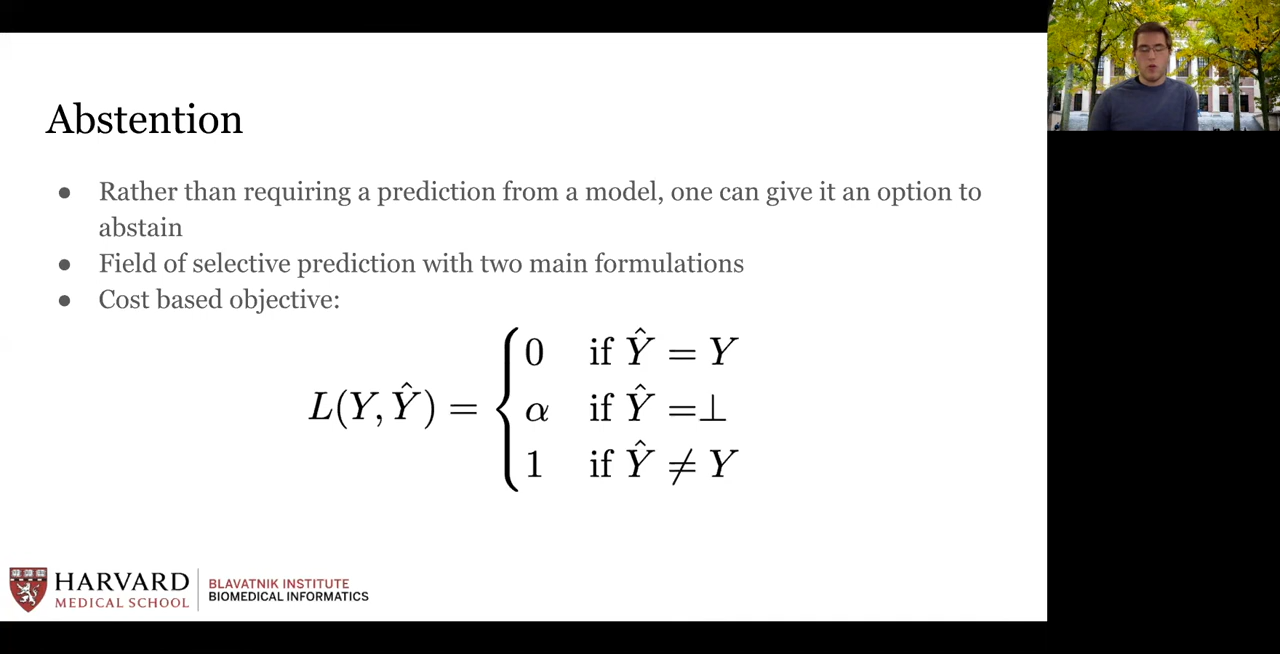 Abstention
● Rather than requiring a prediction from a model, one can give it an option to
abstain
● Field of selective prediction with two main formulations
● Cost based objective:
0 if Ŷ = Y
L(Y, Ŷ) = { α if Ŷ =⊥
1 if Ŷ ≠ Y
HARVARD
MEDICAL SCHOOL
BLAVATNIK INSTITUTE
BIOMEDICAL INFORMATICS